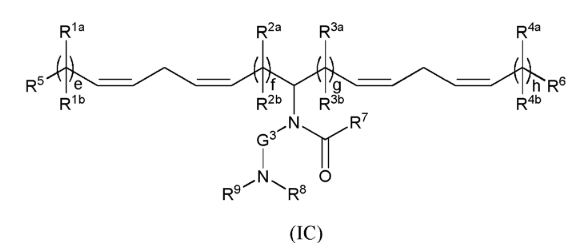 R1a R2a R3a R4a
R5 ( )e ( )f ( )g ( )h R6
R1b R2b R3b R4b
N R7
G3
N O
R9 R8
(IC)